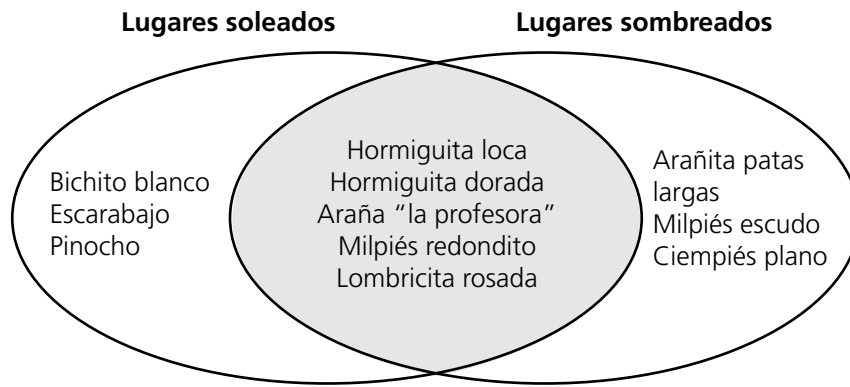 Lugares soleados
Lugares sombreados
Bichito blanco
Escarabajo
Pinocho
Hormiguita loca
Hormiguita dorada
Araña “la profesora”
Milpiés redondito
Lombricita rosada
Arañita patas
largas
Milpiés escudo
Ciempiés plano